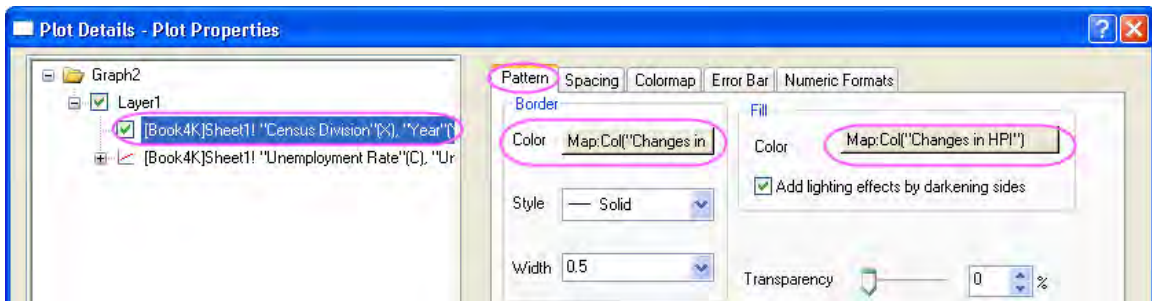 Plot Details - Plot Properties
Graph2
Layer1
[Book4K]Sheet1! "Census Division"(X), "Year"(
[Book4K]Sheet1! "Unemployment Rate"(C), "Ur
Pattern Spacing Colormap Error Bar Numeric Formats
Border
Color Map:Col("Changes in
Style Solid
Width 0.5
Fill
Color Map:Col("Changes in HPI")
Add lighting effects by darkening sides
Transparency 0 %